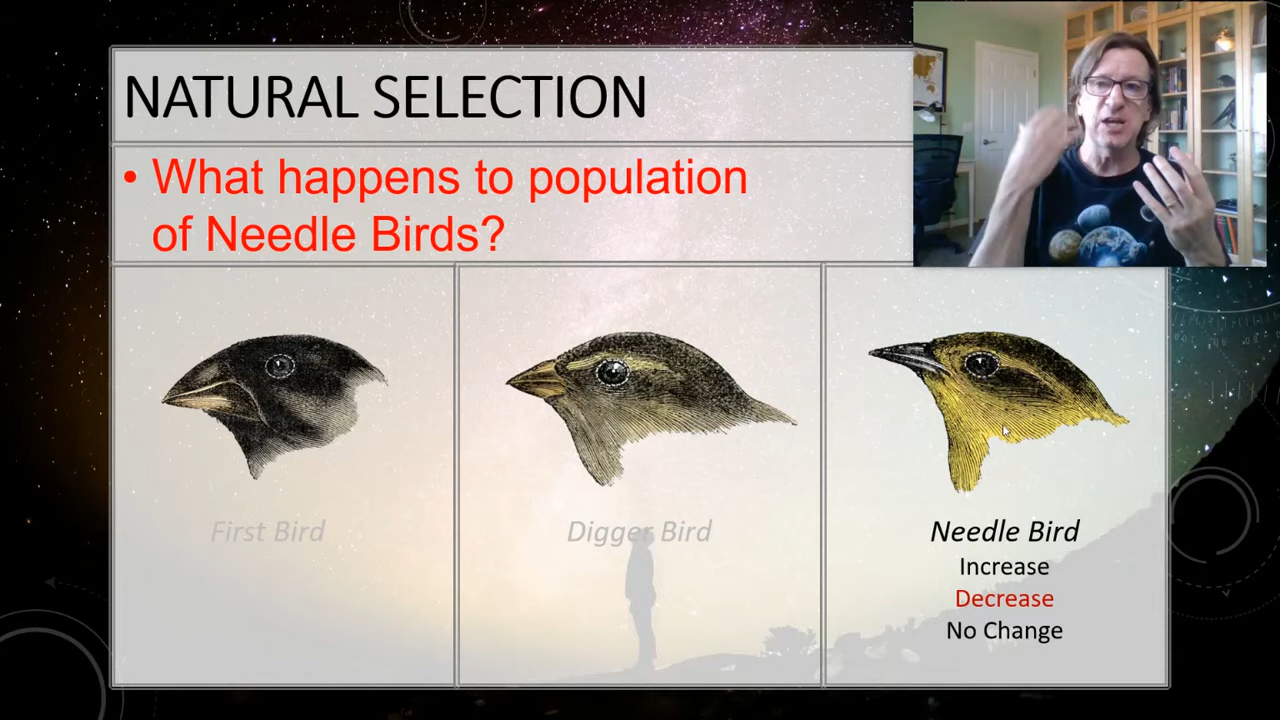 NATURAL SELECTION
• What happens to population
of Needle Birds?
First Bird
Digger Bird
Needle Bird
Increase
Decrease
No Change